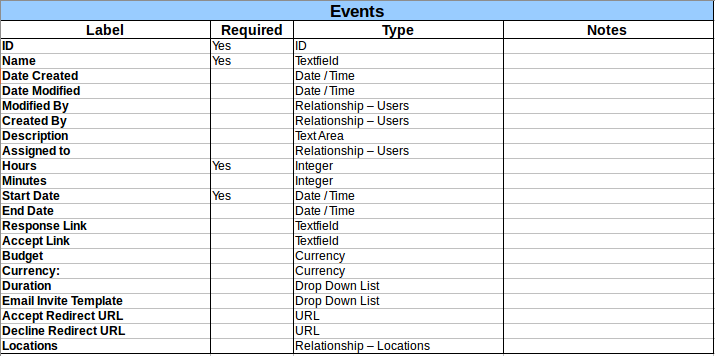 Events
Label Required Type Notes
ID Yes ID
Name Yes Textfield
Date Created Date / Time
Date Modified Date / Time
Modified By Relationship – Users
Created By Relationship – Users
Description Text Area
Assigned to Relationship – Users
Hours Yes Integer
Minutes Integer
Start Date Yes Date / Time
End Date Date / Time
Response Link Textfield
Accept Link Textfield
Budget Currency
Currency: Currency
Duration Drop Down List
Email Invite Template Drop Down List
Accept Redirect URL URL
Decline Redirect URL URL
Locations Relationship – Locations